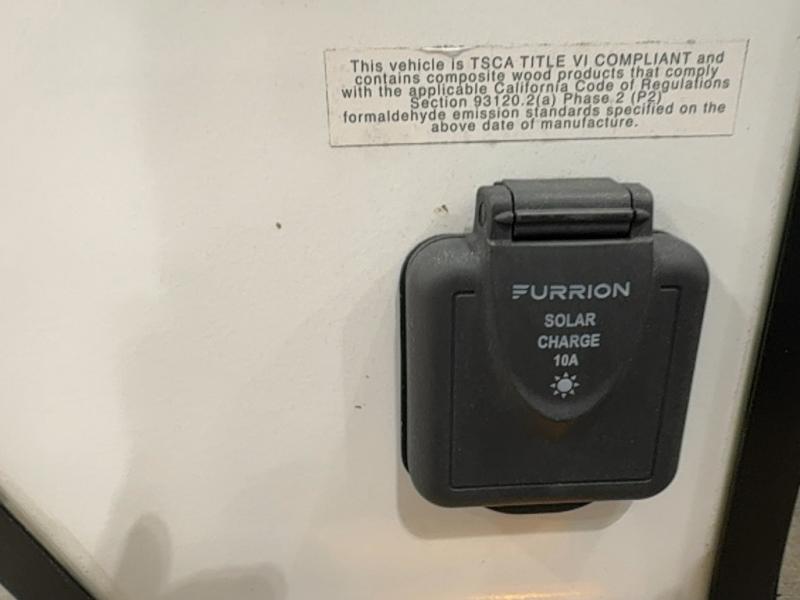 This vehicle is TSCA TITLE VI COMPLIANT and
contains composite wood products that comply
with the applicable California Code of Regulations
Section 93120.2(a) Phase 2 (P2)
formaldehyde emission standards specified on the
above date of manufacture.
FURRION
SOLAR
CHARGE
10A